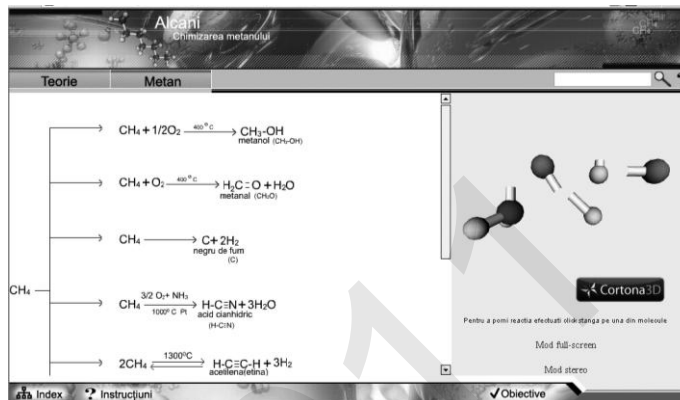 Alcani
Chimizarea metanului
Teorie Metan
CH₄ + 1/2O₂ 400°C CH₃-OH
metanol (CH₃-OH)
CH₄ + O₂ 400°C H₂C=O + H₂O
metanal (CH₂O)
CH₄ C + 2H₂
negru de fum
(C)
CH₄
CH₄ 3/2 O₂ + NH₃ 1000°C Pt H-C≡N + 3H₂O
acid cianhidric
(H-C≡N)
2CH₄ 1300°C H-C≡C-H + 3H₂
acetilena(etina)
Cortona3D
Pentru a porni reactia efectuati click stanga pe una din molecule
Mod full-screen
Mod stereo
Index ? Instrucțiuni
Obiective